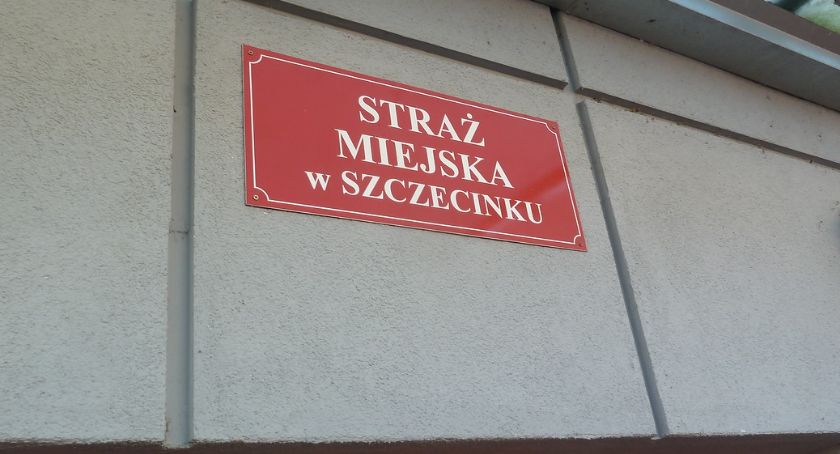 STRAŻ
MIEJSKA
w SZCZECINKU